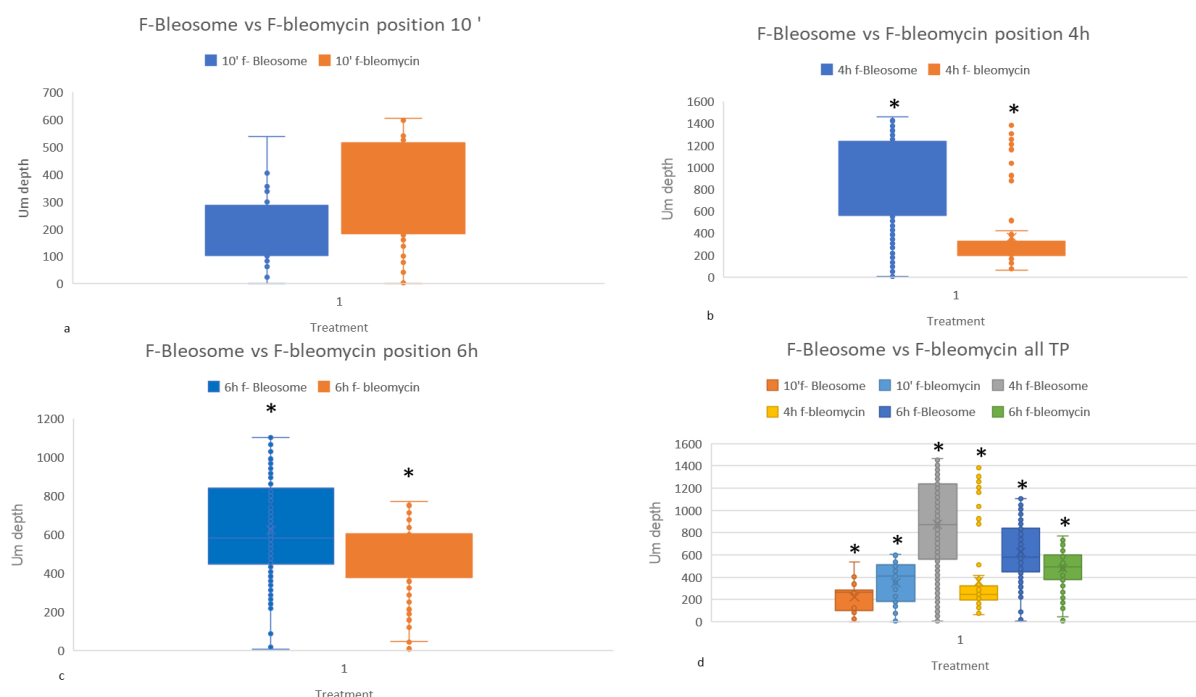 F-Bleosome vs F-bleomycin position 10 '
10' f- Bleosome 10' f-bleomycin
Um depth
700
600
500
400
300
200
100
0
1
Treatment
a
F-Bleosome vs F-bleomycin position 4h
4h f-Bleosome 4h f- bleomycin
Um depth
1600
1400
1200
1000
800
600
400
200
0
* *
1
Treatment
b
F-Bleosome vs F-bleomycin position 6h
6h f- Bleosome 6h f- bleomycin
Um depth
1200
1000
800
600
400
200
0
* *
1
Treatment
c
F-Bleosome vs F-bleomycin all TP
10'f- Bleosome 10' f-bleomycin 4h f-Bleosome
4h f-bleomycin 6h f-Bleosome 6h f-bleomycin
Um depth
1600
1400
1200
1000
800
600
400
200
0
* * * * * *
1
Treatment
d